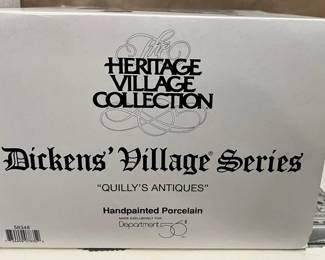 The
HERITAGE
VILLAGE
COLLECTION
Dickens' Village® Series
"QUILLY'S ANTIQUES"
Handpainted Porcelain
MADE EXCLUSIVELY FOR
Department 56
58348